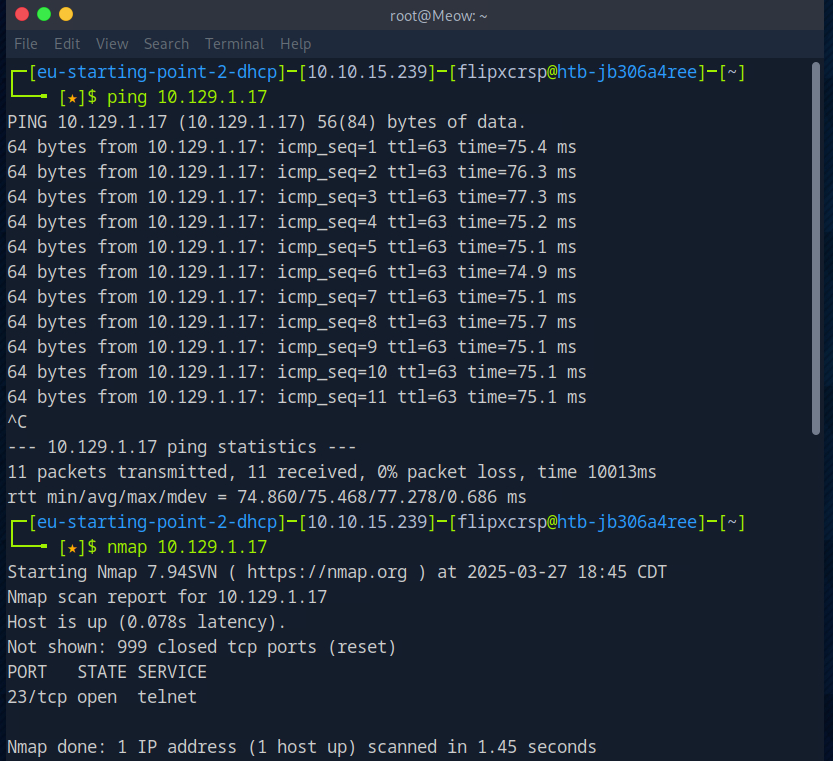 root@Meow: ~
File Edit View Search Terminal Help
┌─[eu-starting-point-2-dhcp]─[10.10.15.239]─[flipxcrsp@htb-jb306a4ree]─[~]
└──╼ [★]$ ping 10.129.1.17
PING 10.129.1.17 (10.129.1.17) 56(84) bytes of data.
64 bytes from 10.129.1.17: icmp_seq=1 ttl=63 time=75.4 ms
64 bytes from 10.129.1.17: icmp_seq=2 ttl=63 time=76.3 ms
64 bytes from 10.129.1.17: icmp_seq=3 ttl=63 time=77.3 ms
64 bytes from 10.129.1.17: icmp_seq=4 ttl=63 time=75.2 ms
64 bytes from 10.129.1.17: icmp_seq=5 ttl=63 time=75.1 ms
64 bytes from 10.129.1.17: icmp_seq=6 ttl=63 time=74.9 ms
64 bytes from 10.129.1.17: icmp_seq=7 ttl=63 time=75.1 ms
64 bytes from 10.129.1.17: icmp_seq=8 ttl=63 time=75.7 ms
64 bytes from 10.129.1.17: icmp_seq=9 ttl=63 time=75.1 ms
64 bytes from 10.129.1.17: icmp_seq=10 ttl=63 time=75.1 ms
64 bytes from 10.129.1.17: icmp_seq=11 ttl=63 time=75.1 ms
^C
--- 10.129.1.17 ping statistics ---
11 packets transmitted, 11 received, 0% packet loss, time 10013ms
rtt min/avg/max/mdev = 74.860/75.468/77.278/0.686 ms
┌─[eu-starting-point-2-dhcp]─[10.10.15.239]─[flipxcrsp@htb-jb306a4ree]─[~]
└──╼ [★]$ nmap 10.129.1.17
Starting Nmap 7.94SVN ( https://nmap.org ) at 2025-03-27 18:45 CDT
Nmap scan report for 10.129.1.17
Host is up (0.078s latency).
Not shown: 999 closed tcp ports (reset)
PORT   STATE SERVICE
23/tcp open  telnet
Nmap done: 1 IP address (1 host up) scanned in 1.45 seconds